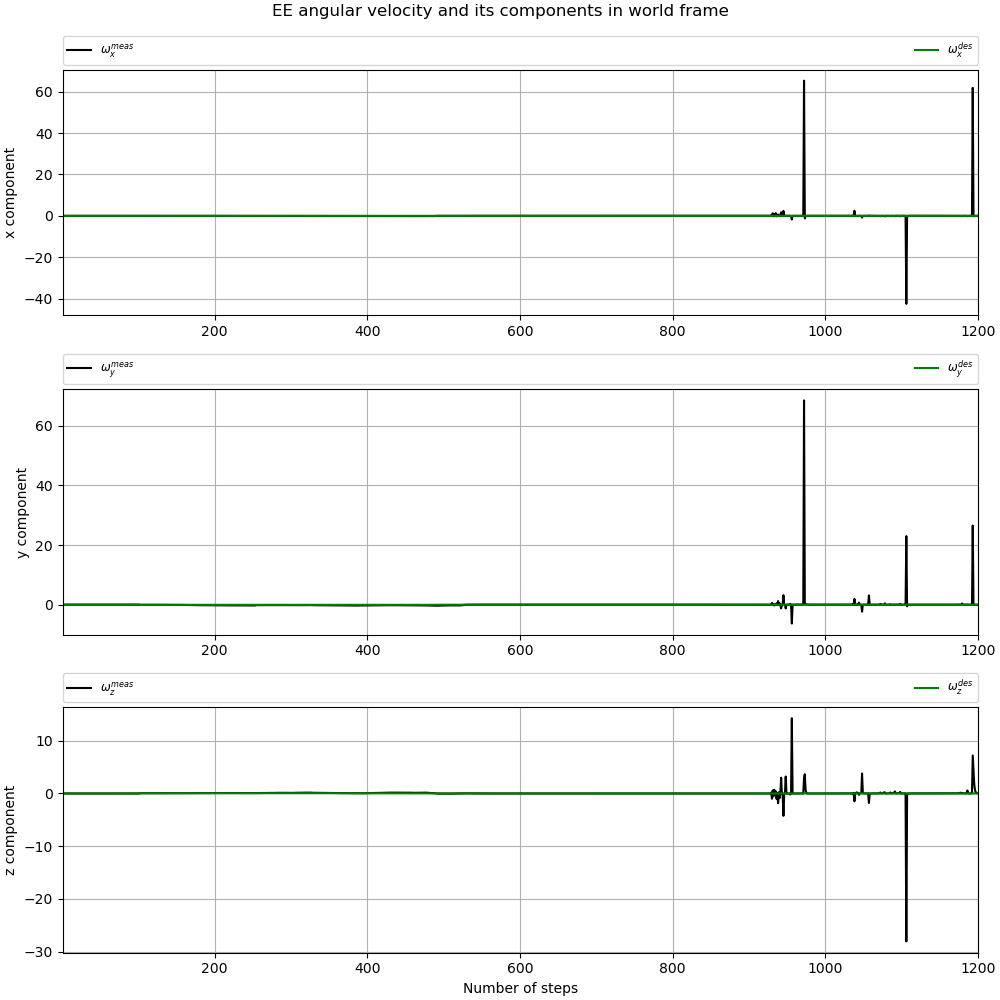 EE angular velocity and its components in world frame
ω_x^{meas} ω_x^{des}
60
40
20
0
−20
−40
x component
200 400 600 800 1000 1200
ω_y^{meas} ω_y^{des}
60
40
20
0
y component
200 400 600 800 1000 1200
ω_z^{meas} ω_z^{des}
10
0
−10
−20
−30
z component
200 400 600 800 1000 1200
Number of steps